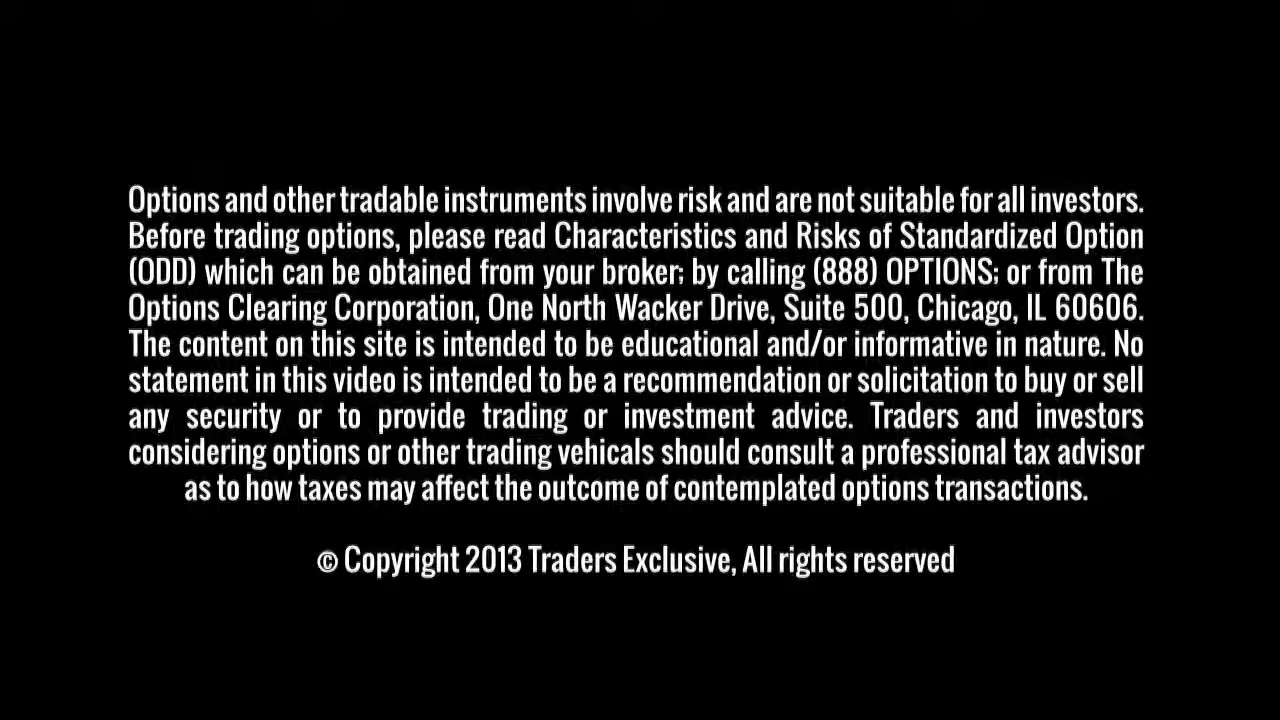 Options and other tradable instruments involve risk and are not suitable for all investors.
Before trading options, please read Characteristics and Risks of Standardized Option
(ODD) which can be obtained from your broker; by calling (888) OPTIONS; or from The
Options Clearing Corporation, One North Wacker Drive, Suite 500, Chicago, IL 60606.
The content on this site is intended to be educational and/or informative in nature. No
statement in this video is intended to be a recommendation or solicitation to buy or sell
any security or to provide trading or investment advice. Traders and investors
considering options or other trading vehicals should consult a professional tax advisor
as to how taxes may affect the outcome of contemplated options transactions.
© Copyright 2013 Traders Exclusive, All rights reserved